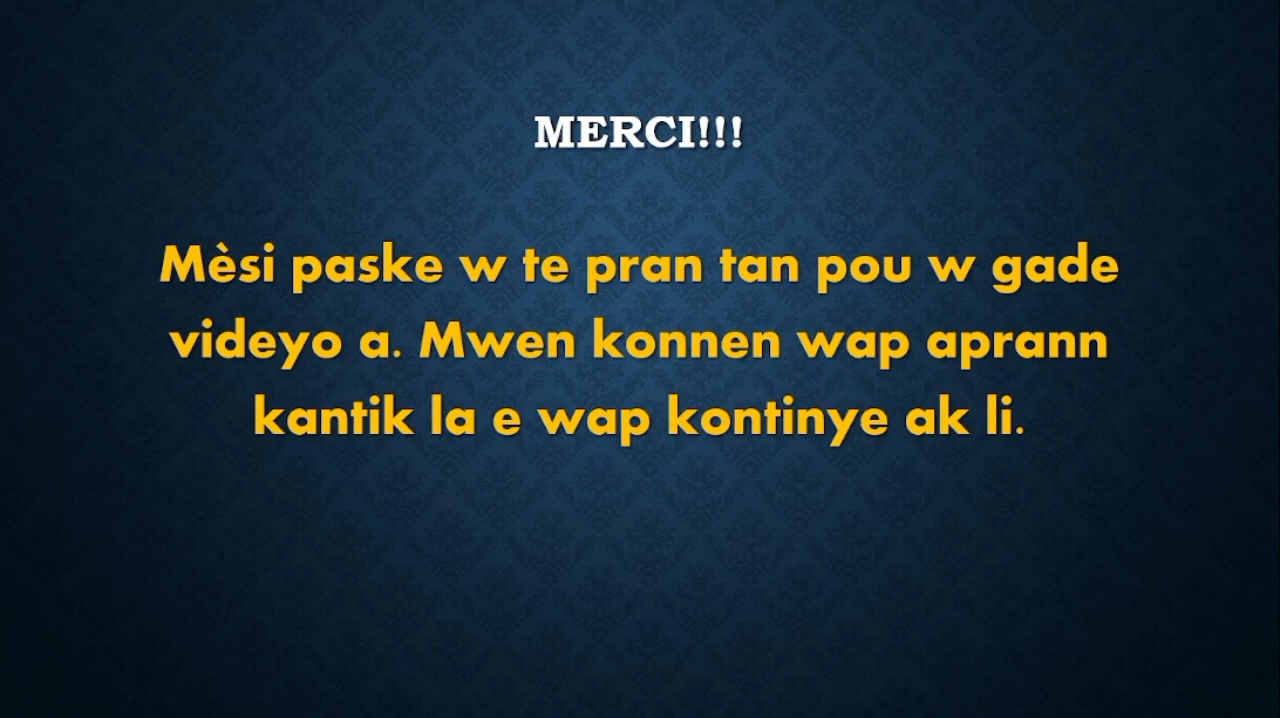 MERCI!!!
Mèsi paske w te pran tan pou w gade
videyo a. Mwen konnen wap aprann
kantik la e wap kontinye ak li.